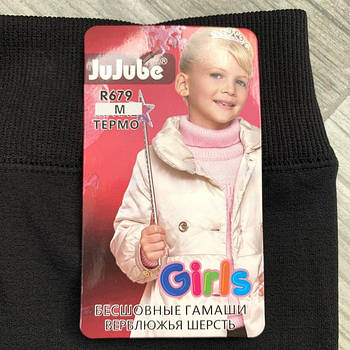 JuJube
R679
M
ТЕРМО
Girls
БЕСШОВНЫЕ ГАМАШИ
ВЕРБЛЮЖЬЯ ШЕРСТЬ